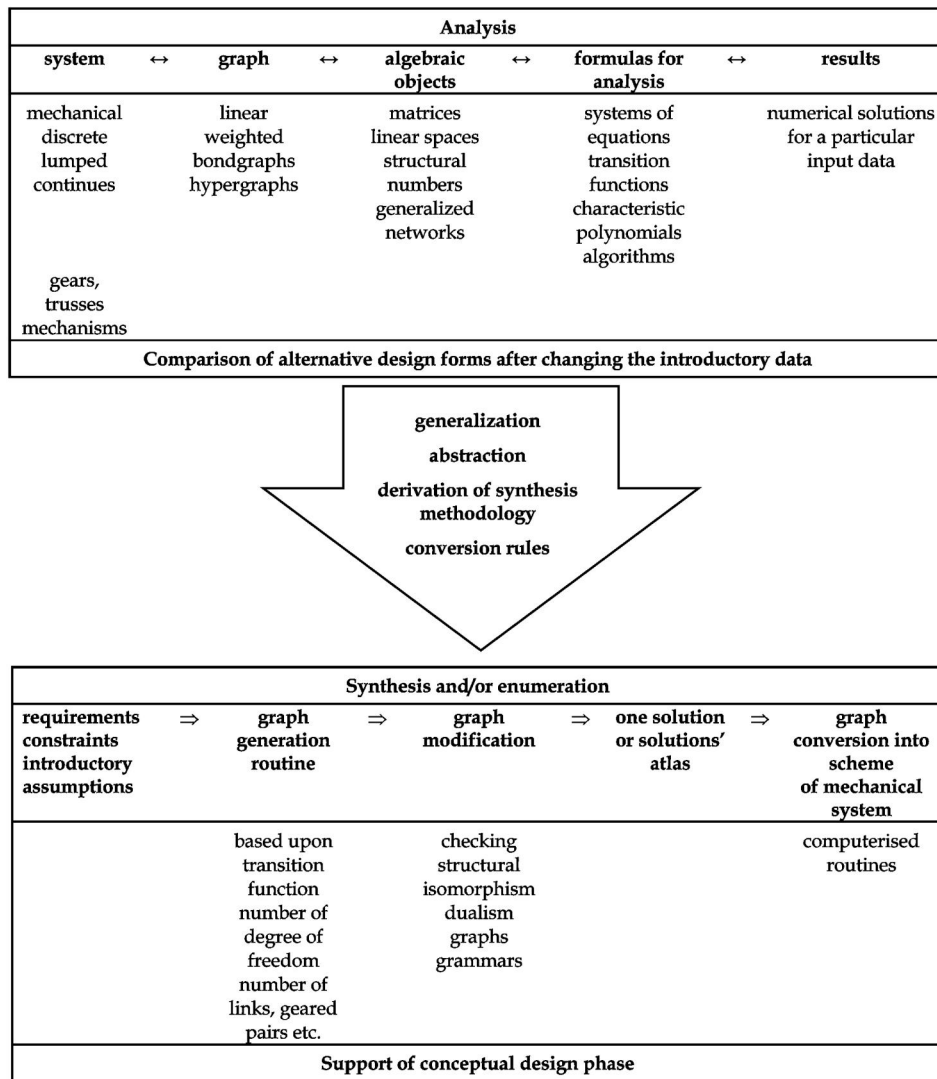 Analysis
system ↔ graph ↔ algebraic objects ↔ formulas for analysis ↔ results
mechanical
discrete
lumped
continues
gears,
trusses
mechanisms
linear
weighted
bondgraphs
hypergraphs
matrices
linear spaces
structural
numbers
generalized
networks
systems of
equations
transition
functions
characteristic
polynomials
algorithms
numerical solutions
for a particular
input data
Comparison of alternative design forms after changing the introductory data
generalization
abstraction
derivation of synthesis
methodology
conversion rules
Synthesis and/or enumeration
requirements
constraints
introductory
assumptions
⇒
graph
generation
routine
⇒
graph
modification
⇒
one solution
or solutions’
atlas
⇒
graph
conversion into
scheme
of mechanical
system
based upon
transition
function
number of
degree of
freedom
number of
links, geared
pairs etc.
checking
structural
isomorphism
dualism
graphs
grammars
computerised
routines
Support of conceptual design phase